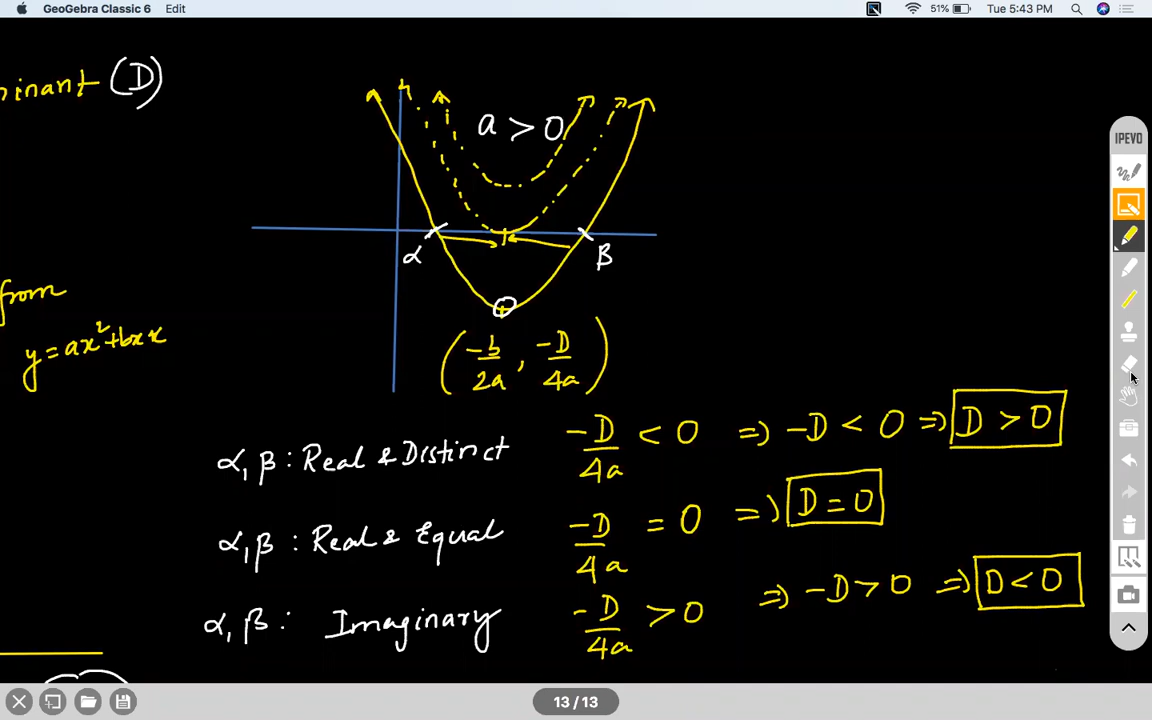 GeoGebra Classic 6 Edit
51% Tue 5:43 PM
minant (D)
a > 0
IPEVO
α β
from
y = ax²+bx x
(-b/2a, -D/4a)
α, β : Real & Distinct -D/4a < 0 ⇒ -D < 0 ⇒ D > 0
α, β : Real & Equal -D/4a = 0 ⇒ D = 0
α, β : Imaginary -D/4a > 0 ⇒ -D > 0 ⇒ D < 0
13 / 13